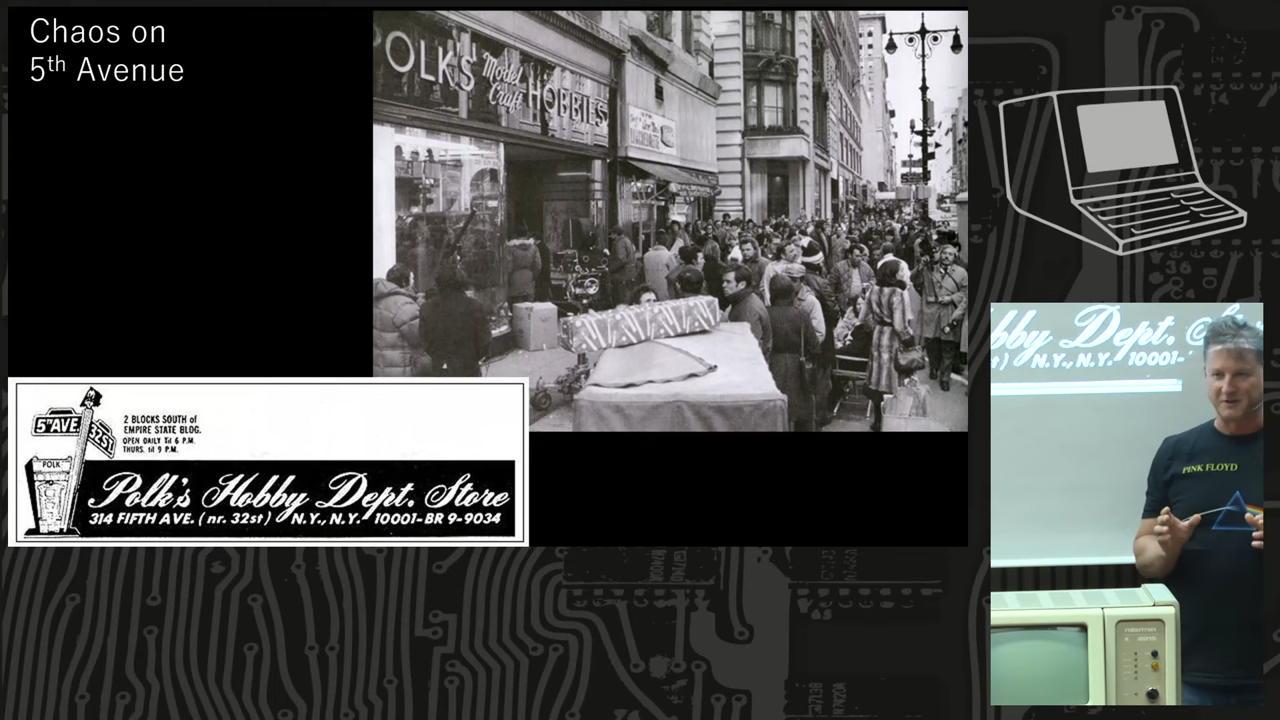 Chaos on
5th Avenue
POLK'S Model Craft HOBBIES
5TH AVE.
32 ST
2 BLOCKS SOUTH of
EMPIRE STATE BLDG.
OPEN DAILY Til 6 P.M.
THURS. til 9 P.M.
POLK
Polk's Hobby Dept. Store
314 FIFTH AVE. (nr. 32st) N.Y., N.Y. 10001-BR 9-9034
bby Dept. S
t) N.Y., N.Y. 10001-
PINK FLOYD